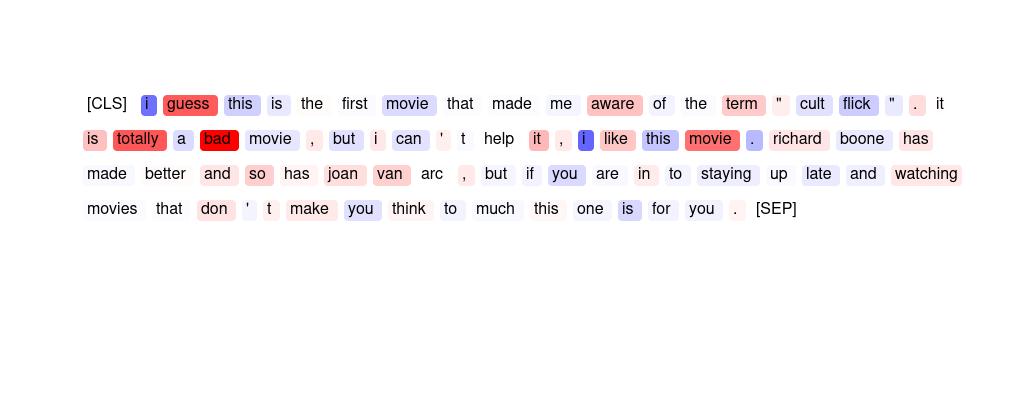 [CLS] i guess this is the first movie that made me aware of the term " cult flick " . it
is totally a bad movie , but i can ' t help it , i like this movie . richard boone has
made better and so has joan van arc , but if you are in to staying up late and watching
movies that don ' t make you think to much this one is for you . [SEP]